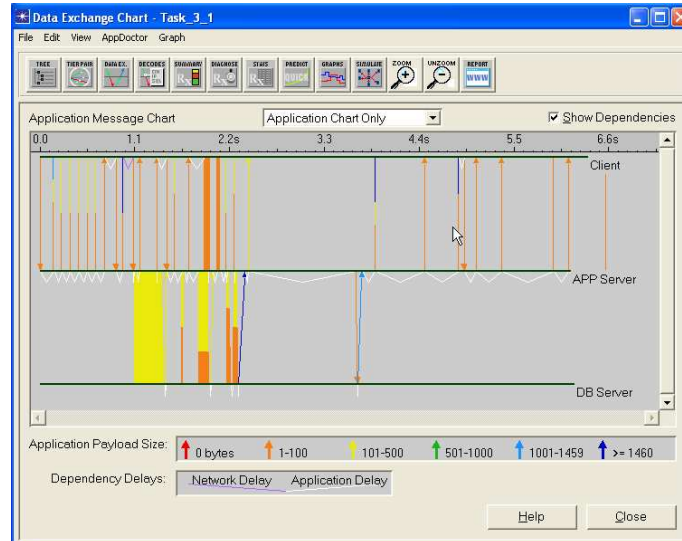 Data Exchange Chart - Task_3_1
File Edit View AppDoctor Graph
TREE TIER PAIR DATA EX. DECODES SUMMARY DIAGNOSE STATS PREDICT GRAPHS SIMULATE ZOOM UNZOOM REPORT
QUICK WWW
Application Message Chart Application Chart Only Show Dependencies
0.0 1.1 2.2s 3.3 4.4s 5.5 6.6s
Client
APP Server
DB Server
Application Payload Size: 0 bytes 1-100 101-500 501-1000 1001-1459 >= 1460
Dependency Delays: Network Delay Application Delay
Help Close